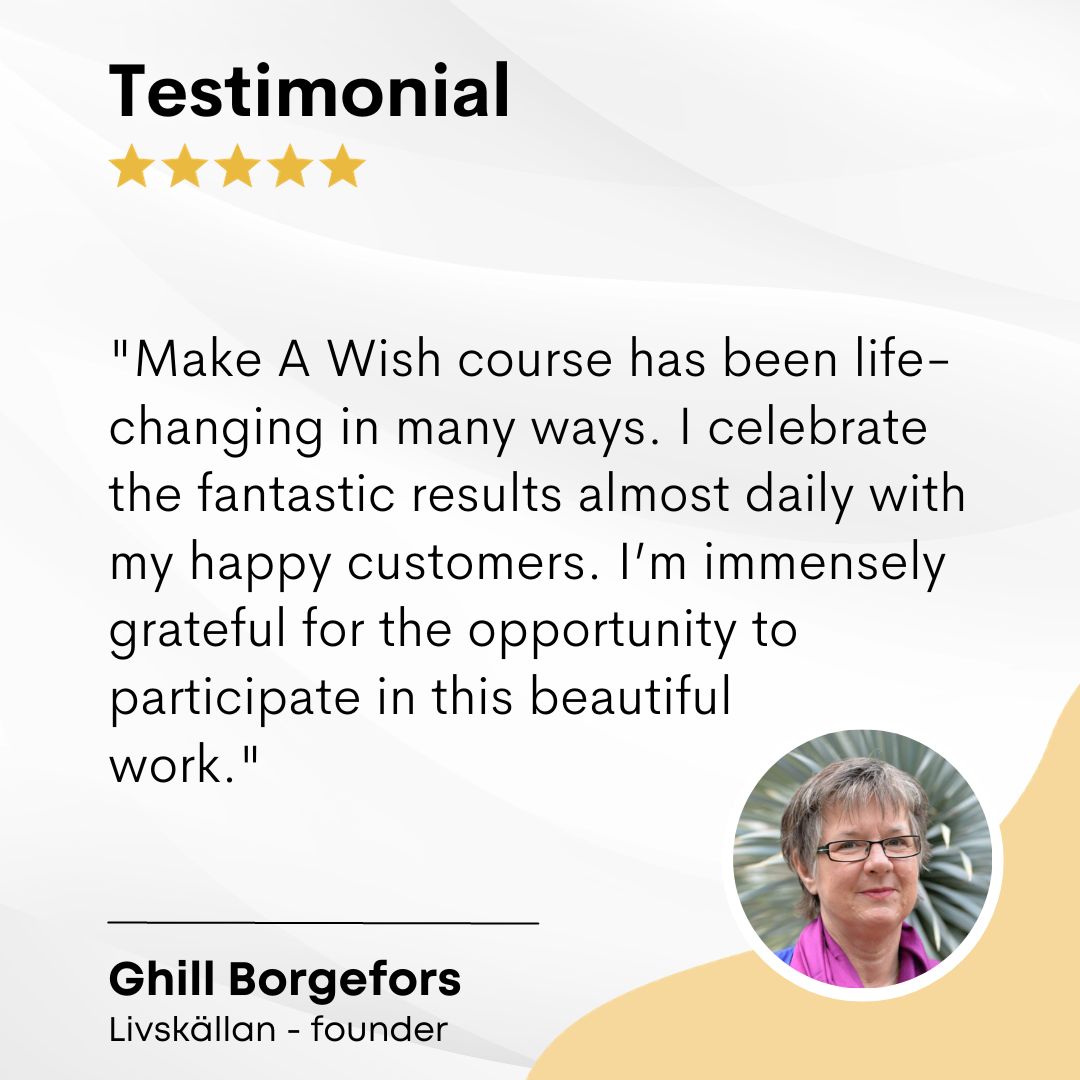 Testimonial
"Make A Wish course has been life-
changing in many ways. I celebrate
the fantastic results almost daily with
my happy customers. I’m immensely
grateful for the opportunity to
participate in this beautiful
work."
Ghill Borgefors
Livskällan - founder